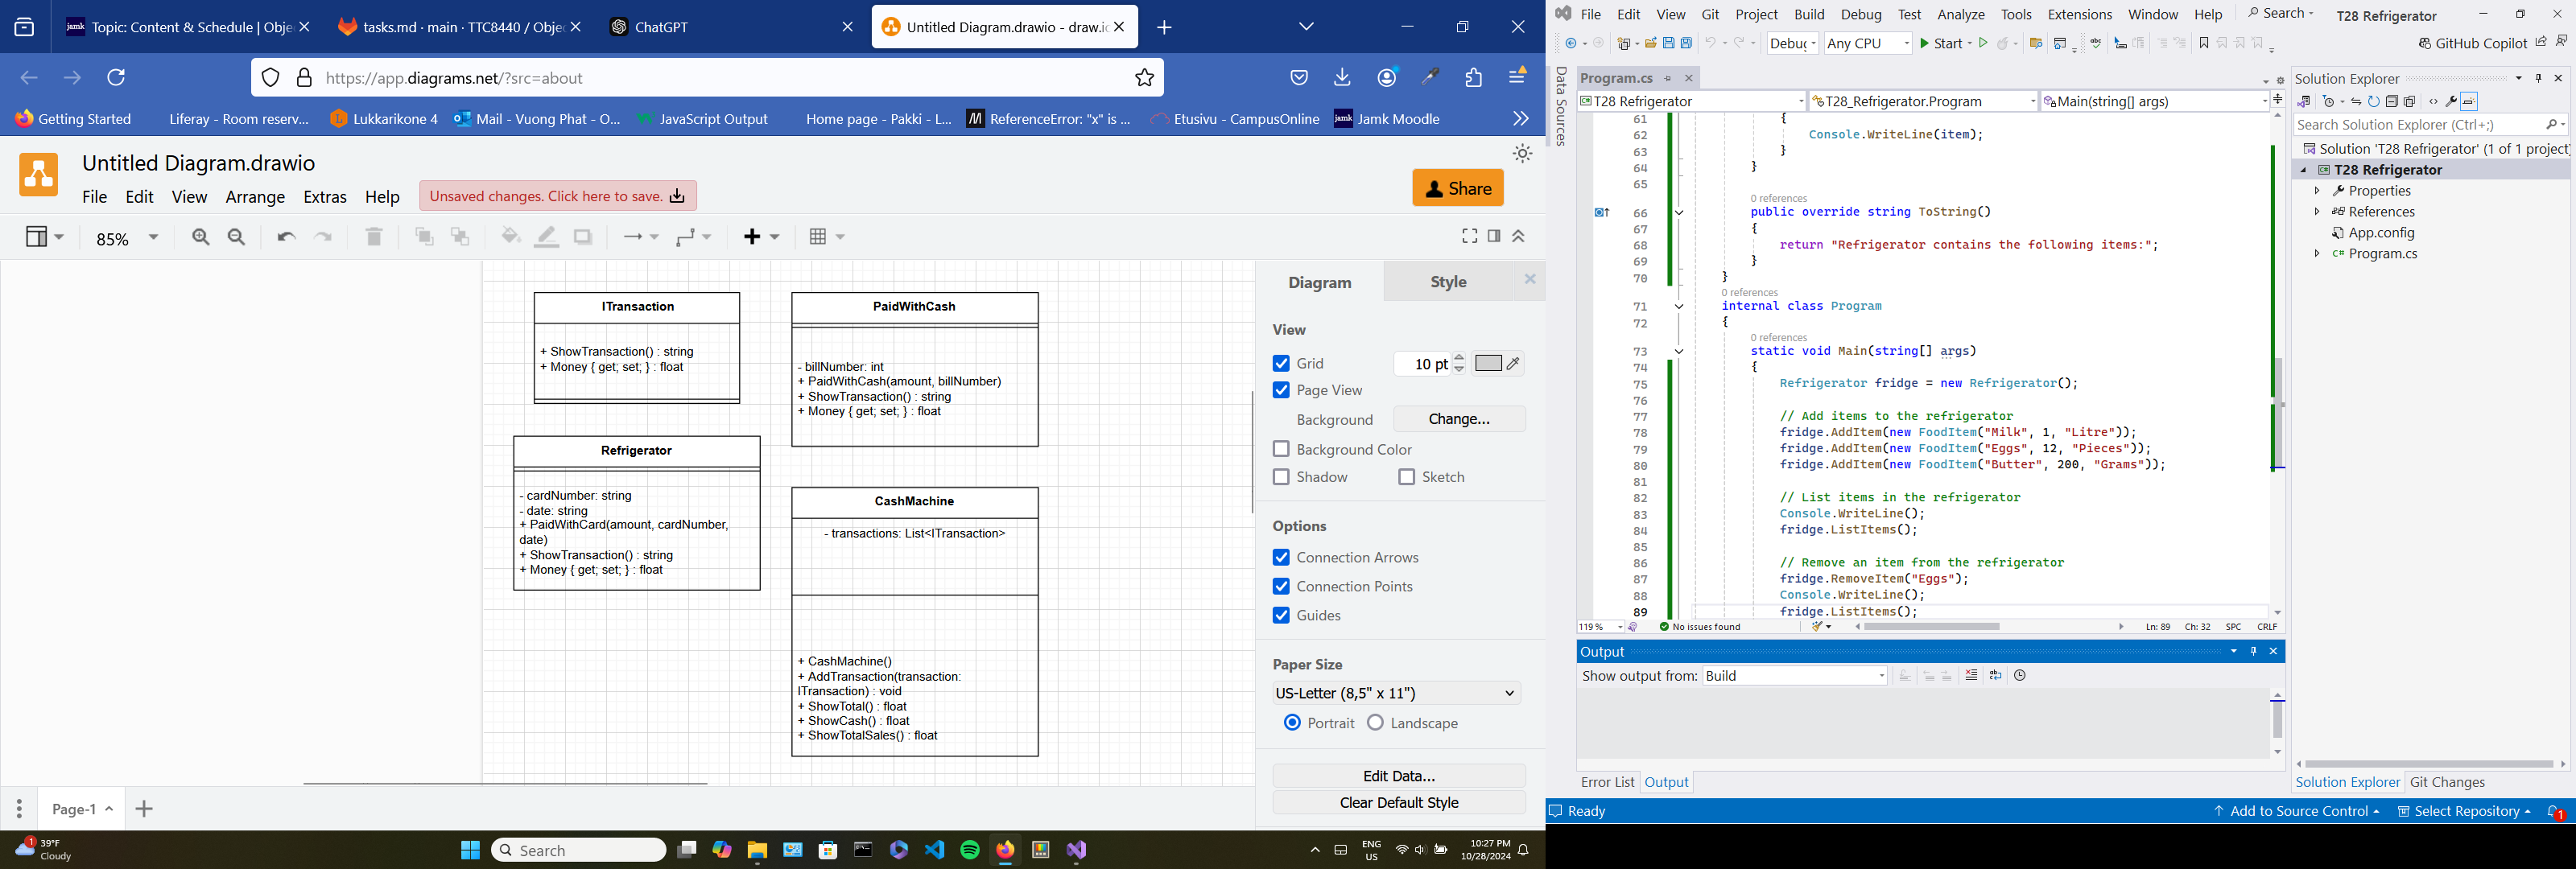 Topic: Content & Schedule | Obje
tasks.md · main · TTC8440 / Objec
ChatGPT
Untitled Diagram.drawio - draw.io
https://app.diagrams.net/?src=about
Getting Started
Liferay - Room reserv...
Lukkarikone 4
Mail - Vuong Phat - O...
JavaScript Output
Home page - Pakki - L...
ReferenceError: "x" is ...
Etusivu - CampusOnline
Jamk Moodle
Untitled Diagram.drawio
File Edit View Arrange Extras Help
Unsaved changes. Click here to save.
Share
85%
ITransaction
+ ShowTransaction() : string
+ Money { get; set; } : float
PaidWithCash
- billNumber: int
+ PaidWithCash(amount, billNumber)
+ ShowTransaction() : string
+ Money { get; set; } : float
Refrigerator
- cardNumber: string
- date: string
+ PaidWithCard(amount, cardNumber,
date)
+ ShowTransaction() : string
+ Money { get; set; } : float
CashMachine
- transactions: List<ITransaction>
+ CashMachine()
+ AddTransaction(transaction:
ITransaction) : void
+ ShowTotal() : float
+ ShowCash() : float
+ ShowTotalSales() : float
Diagram
Style
View
Grid
10 pt
Page View
Background
Change...
Background Color
Shadow
Sketch
Options
Connection Arrows
Connection Points
Guides
Paper Size
US-Letter (8,5" x 11")
Portrait
Landscape
Edit Data...
Clear Default Style
Page-1
1
39°F
Cloudy
Search
ENG
US
10:27 PM
10/28/2024
File Edit View Git Project Build Debug Test Analyze Tools Extensions Window Help
Search
T28 Refrigerator
Debug
Any CPU
Start
GitHub Copilot
Data Sources
Program.cs
T28 Refrigerator
T28_Refrigerator.Program
Main(string[] args)
61 {
62 Console.WriteLine(item);
63 }
64 }
65
0 references
66 public override string ToString()
67 {
68 return "Refrigerator contains the following items:";
69 }
70 }
0 references
71 internal class Program
72 {
0 references
73 static void Main(string[] args)
74 {
75 Refrigerator fridge = new Refrigerator();
76
77 // Add items to the refrigerator
78 fridge.AddItem(new FoodItem("Milk", 1, "Litre"));
79 fridge.AddItem(new FoodItem("Eggs", 12, "Pieces"));
80 fridge.AddItem(new FoodItem("Butter", 200, "Grams"));
81
82 // List items in the refrigerator
83 Console.WriteLine();
84 fridge.ListItems();
85
86 // Remove an item from the refrigerator
87 fridge.RemoveItem("Eggs");
88 Console.WriteLine();
89 fridge.ListItems();
119 %
No issues found
Ln: 89 Ch: 32 SPC CRLF
Output
Show output from: Build
Error List
Output
Solution Explorer
Search Solution Explorer (Ctrl+;)
Solution 'T28 Refrigerator' (1 of 1 project)
T28 Refrigerator
Properties
References
App.config
Program.cs
Solution Explorer
Git Changes
Ready
Add to Source Control
Select Repository
1